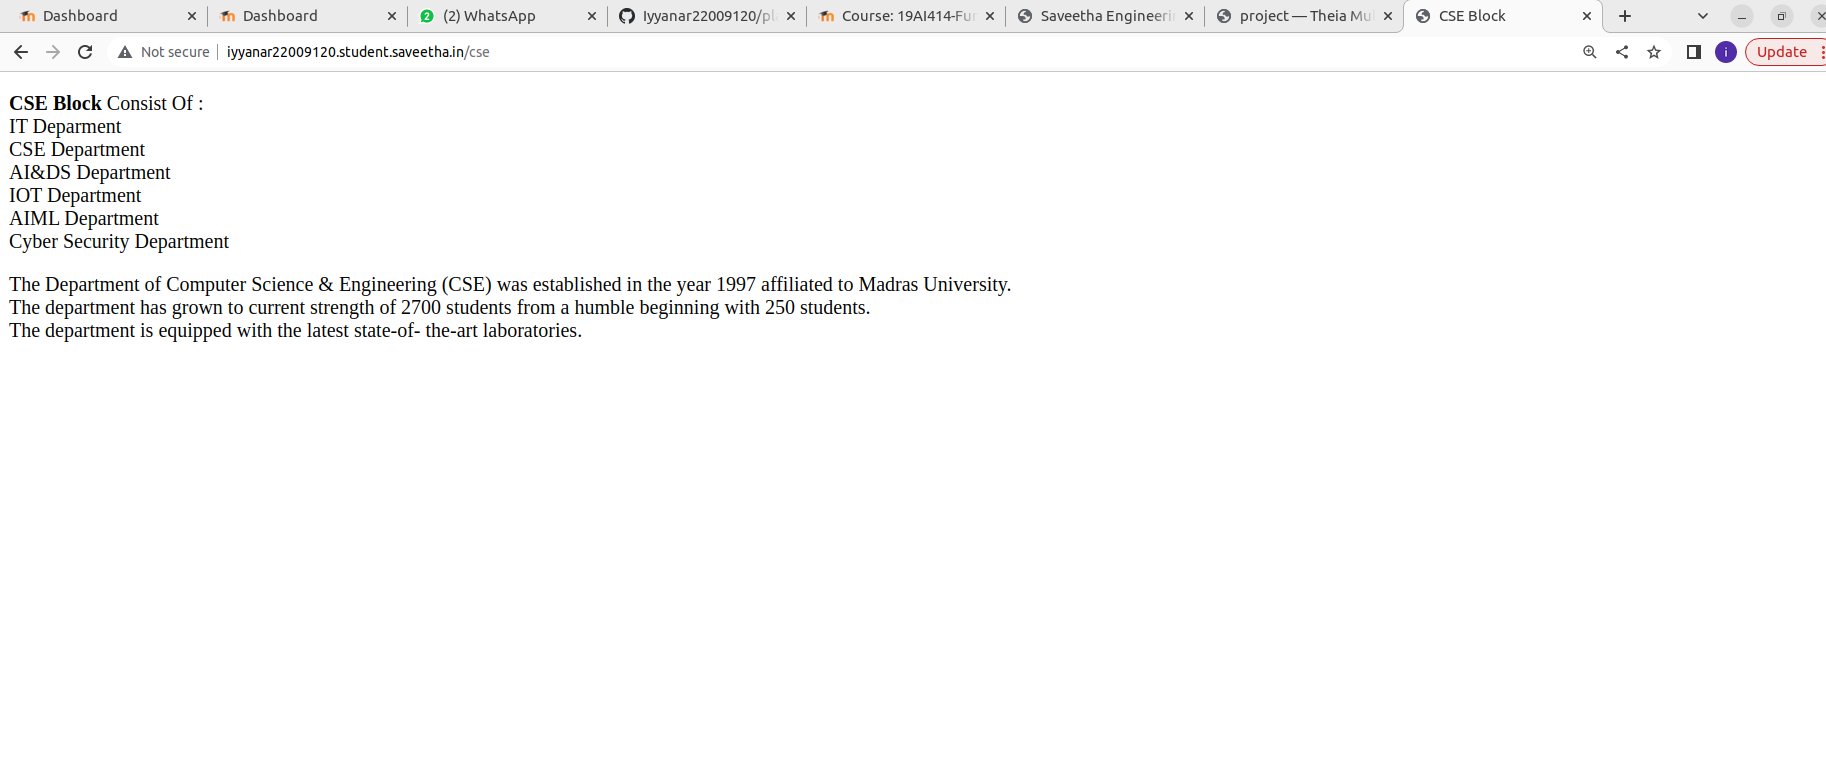 Dashboard
Dashboard
(2) WhatsApp
Iyyanar22009120/pl
Course: 19AI414-Fu
Saveetha Engineeri
project — Theia Mul
CSE Block
Not secure
iyyanar22009120.student.saveetha.in/cse
i
Update
CSE Block Consist Of :
IT Deparment
CSE Department
AI&DS Department
IOT Department
AIML Department
Cyber Security Department
The Department of Computer Science & Engineering (CSE) was established in the year 1997 affiliated to Madras University.
The department has grown to current strength of 2700 students from a humble beginning with 250 students.
The department is equipped with the latest state-of- the-art laboratories.